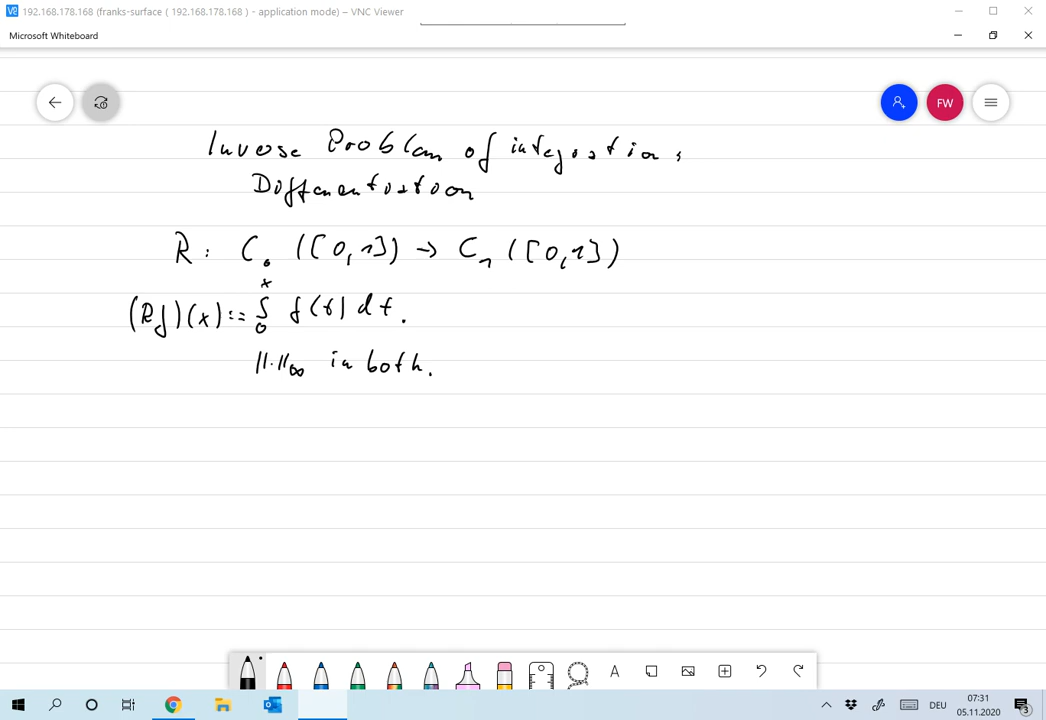 192.168.178.168 (franks-surface ( 192.168.178.168 ) - application mode) – VNC Viewer
Microsoft Whiteboard
FW
Inverse Problem of integration:
Differentiation
R: C₀ ([0,1]) → C₁ ([0,1])
(Rf)(x) := ∫₀ˣ f(t) dt.
||·||∞ in both.
A
DEU
07:31
05.11.2020
3